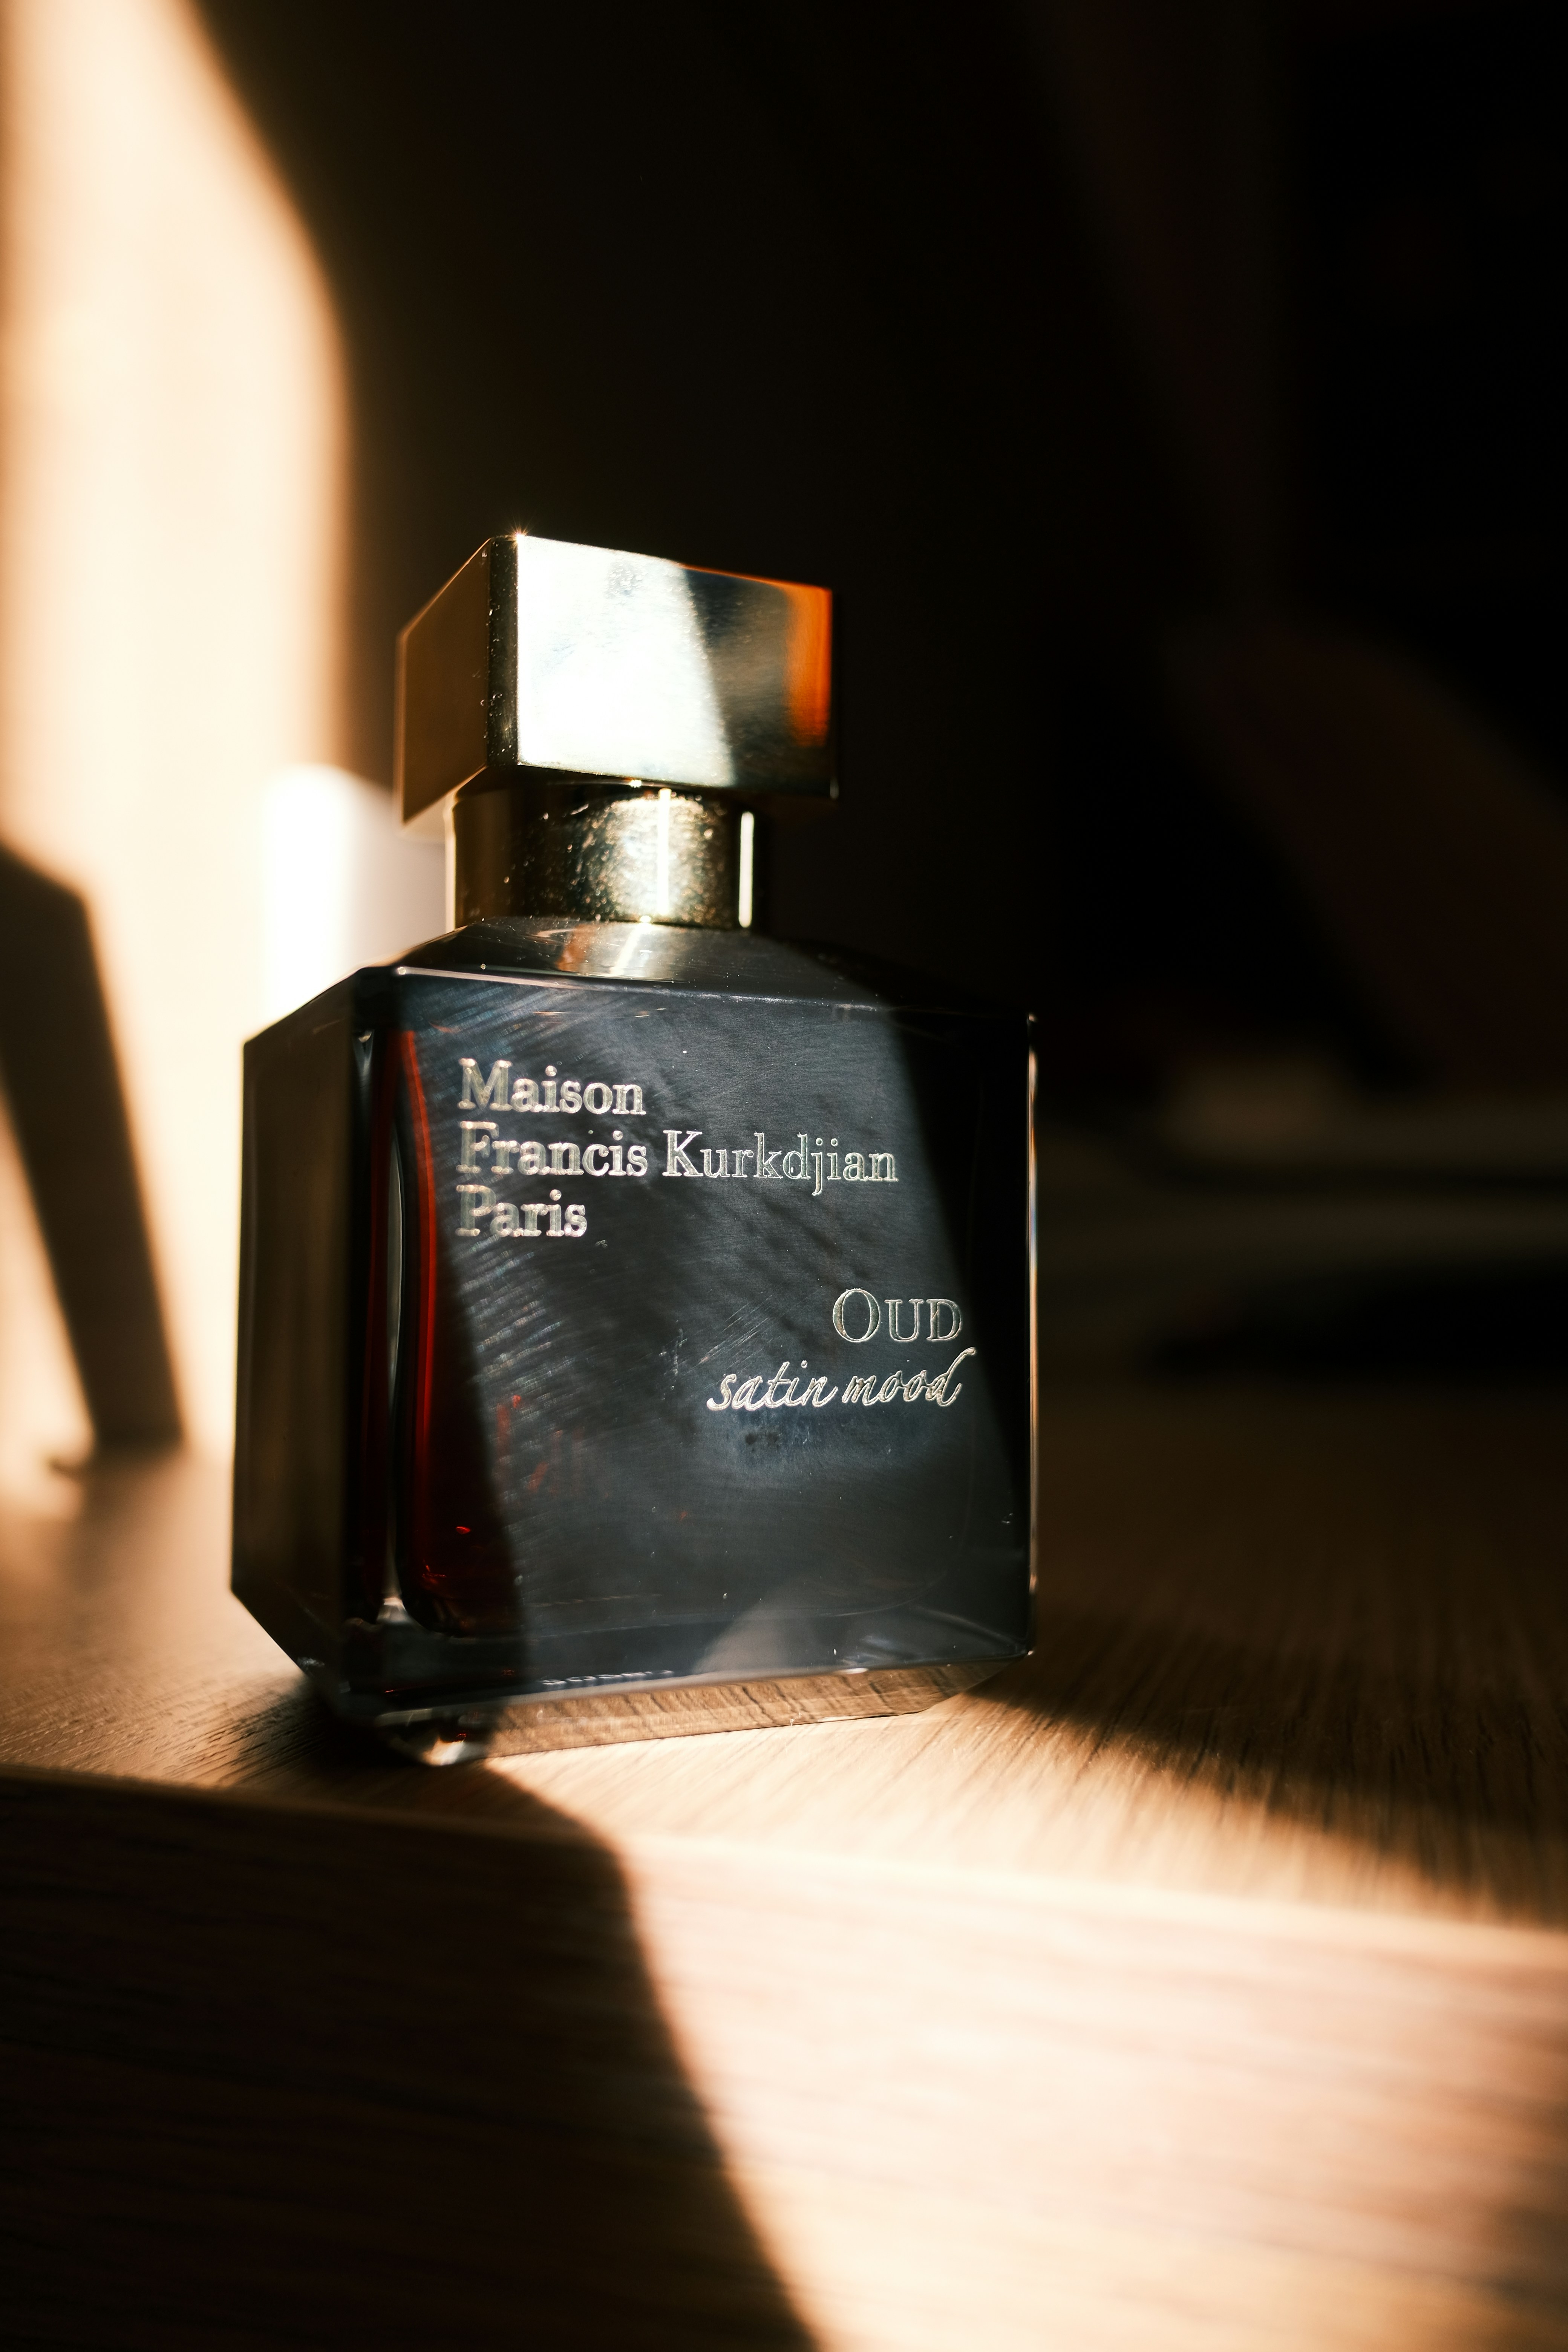 Maison
Francis Kurkdjian
Paris
OUD
satin mood